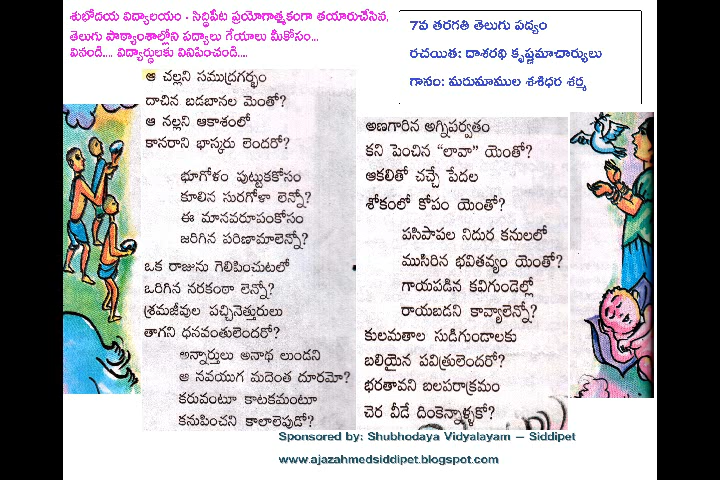 శుభోదయ విద్యాలయం - సిద్ధిపేట ప్రయోగాత్మకంగా తయారుచేసిన,
తెలుగు పాఠ్యాంశాల్లోని పద్యాలు గేయాలు మీకోసం...
వినండి.... విద్యార్థులకు వినిపించండి....
7వ తరగతి తెలుగు పద్యం
రచయిత: దాశరథి కృష్ణమాచార్యులు
గానం: మరుమాముల శశిధర శర్మ
ఆ చల్లని సముద్రగర్భం
దాచిన బడబానల మెంతో?
ఆ నల్లని ఆకాశంలో
కానరాని భాస్కరు లెందరో?
భూగోళం పుట్టుకకోసం
కూలిన సురగోళా లెన్నో?
ఈ మానవరూపంకోసం
జరిగిన పరిణామాలెన్నో?
ఒక రాజును గెలిపించుటలో
ఒరిగిన నరకంఠా లెన్నో?
శ్రమజీవుల పచ్చినెత్తురులు
తాగని ధనవంతులెందరో?
అన్నార్తులు అనాథ లుండని
ఆ నవయుగ మదెంత దూరమో?
కరువంటూ కాటకమంటూ
కనుపించని కాలాలెపుడో?
అణగారిన అగ్నిపర్వతం
కని పెంచిన "లావా" యెంతో?
ఆకలితో చచ్చే పేదల
శోకంలో కోపం యెంతో?
పసిపాపల నిదుర కనులలో
ముసిరిన భవితవ్యం యెంతో?
గాయపడిన కవిగుండెల్లో
రాయబడని కావ్యాలెన్నో?
కులమతాల సుడిగుండాలకు
బలియైన పవిత్రులెందరో?
భరతావని బలపరాక్రమం
చెర వీడే దింకెన్నాళ్ళకో?
Sponsored by: Shubhodaya Vidyalayam – Siddipet
www.ajazahmedsiddipet.blogspot.com